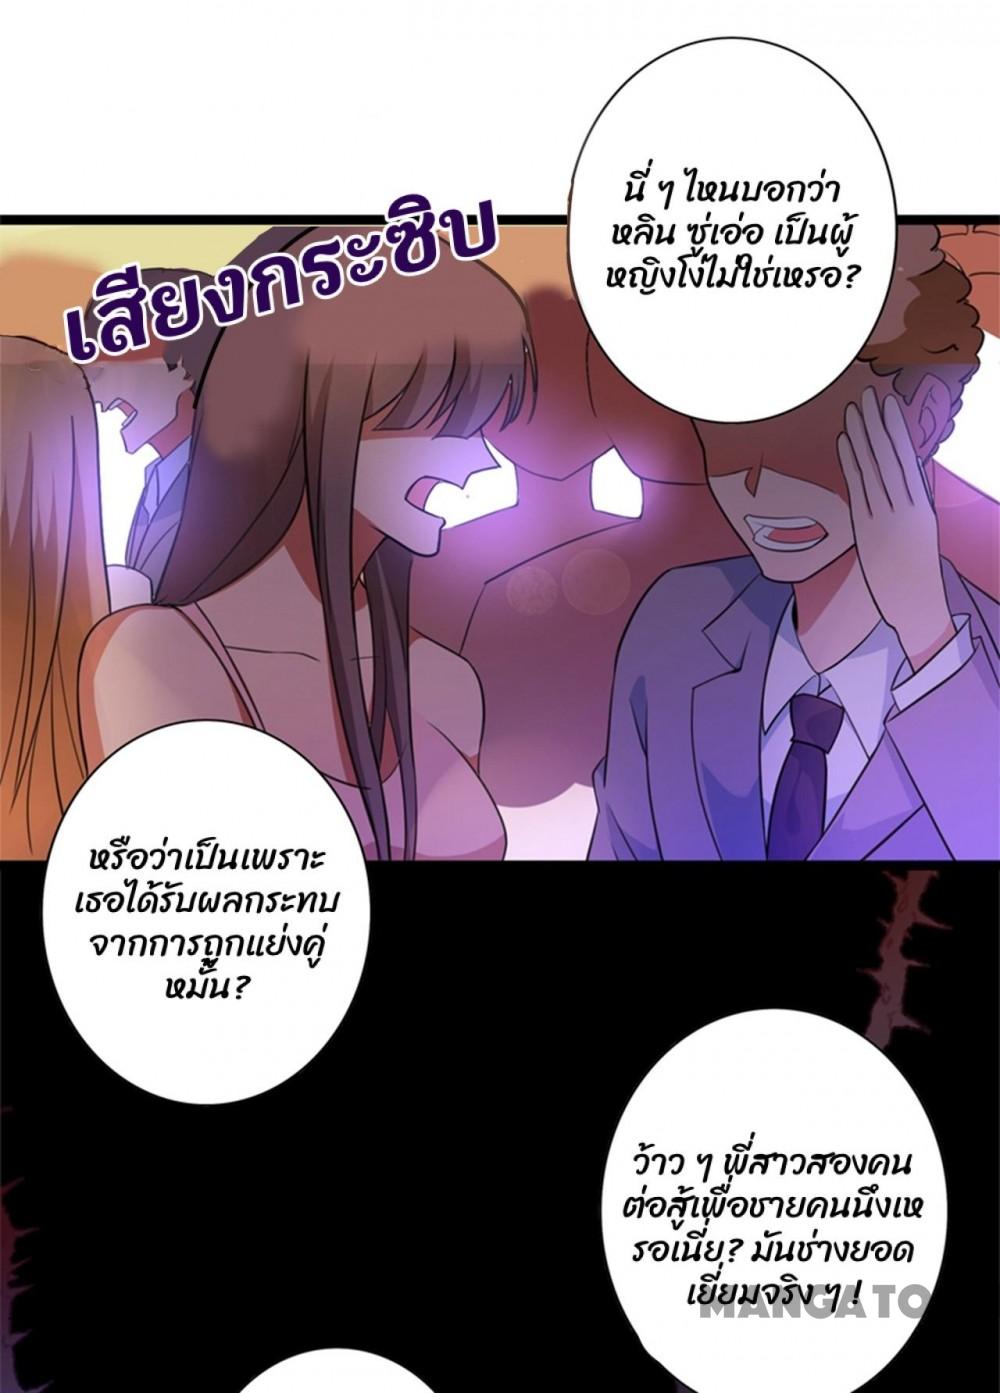 นี่ ๆ ไหนบอกว่า
หลิน ซู่เอ่อ เป็นผู้
หญิงโง่ไม่ใช่เหรอ?
เสียงกระซิบ
หรือว่าเป็นเพราะ
เธอได้รับผลกระทบ
จากการถูกแย่งคู่
หมั้น?
ว้าว ๆ พี่สาวสองคน
ต่อสู้เพื่อชายคนนึงเห
รอเนี่ย? มันช่างยอด
เยี่ยมจริง ๆ !
MANGATO